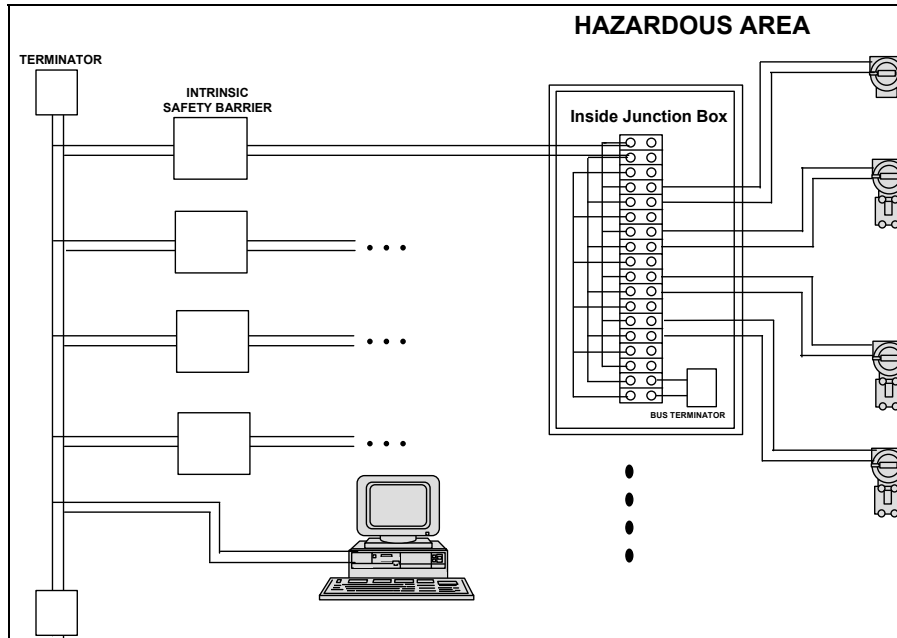 HAZARDOUS AREA
TERMINATOR
INTRINSIC
SAFETY BARRIER
Inside Junction Box
BUS TERMINATOR